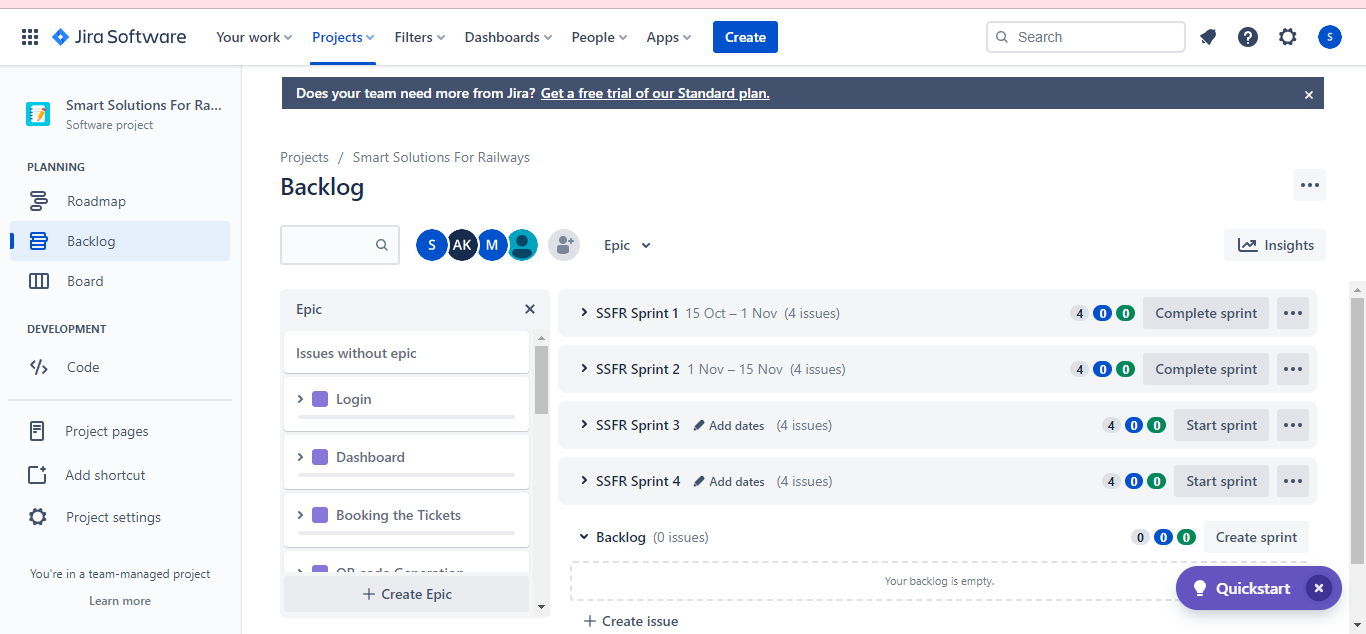 Jira Software
Your work
Projects
Filters
Dashboards
People
Apps
Create
Search
?
S
Smart Solutions For Ra...
Software project
PLANNING
Roadmap
Backlog
Board
DEVELOPMENT
Code
Project pages
Add shortcut
Project settings
You're in a team-managed project
Learn more
Does your team need more from Jira? Get a free trial of our Standard plan.
Projects / Smart Solutions For Railways
Backlog
S AK M
Epic
Insights
Epic
Issues without epic
Login
Dashboard
Booking the Tickets
QR code Generation
+ Create Epic
SSFR Sprint 1 15 Oct – 1 Nov (4 issues) 4 0 0 Complete sprint
SSFR Sprint 2 1 Nov – 15 Nov (4 issues) 4 0 0 Complete sprint
SSFR Sprint 3 Add dates (4 issues) 4 0 0 Start sprint
SSFR Sprint 4 Add dates (4 issues) 4 0 0 Start sprint
Backlog (0 issues) 0 0 0 Create sprint
Your backlog is empty.
+ Create issue
Quickstart